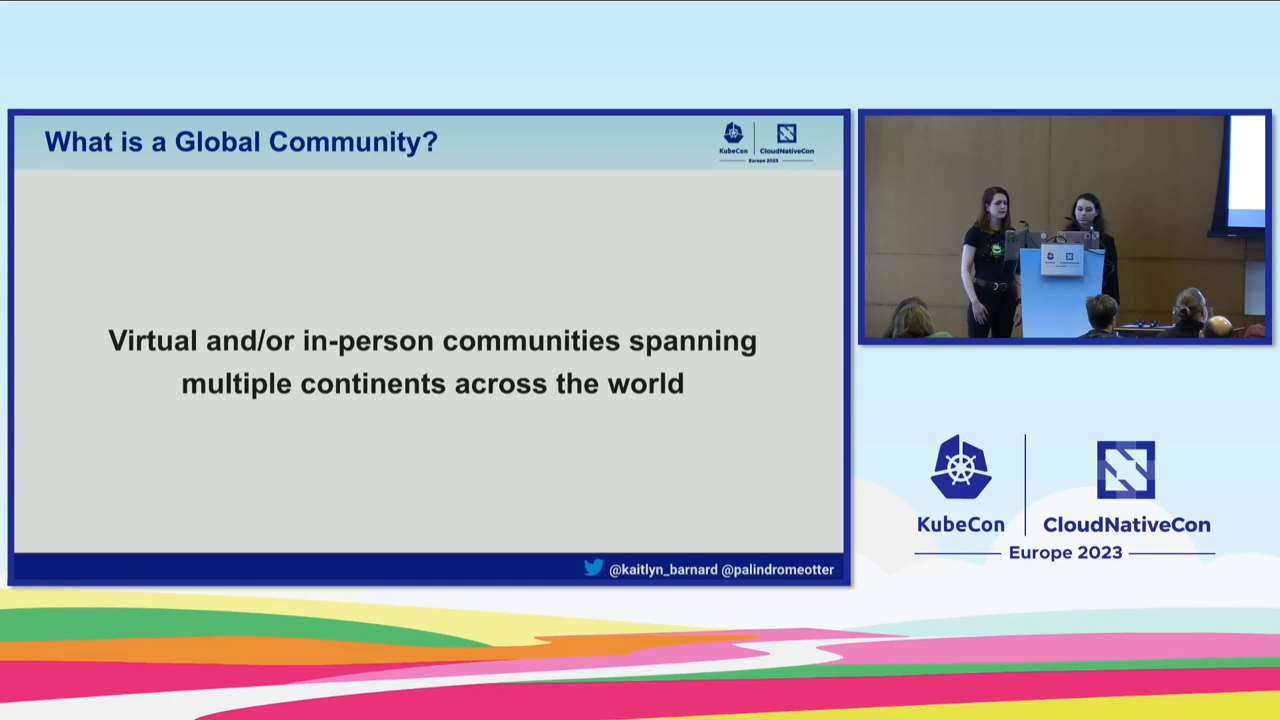 What is a Global Community?
KubeCon
CloudNativeCon
Europe 2023
Virtual and/or in-person communities spanning
multiple continents across the world
@kaitlyn_barnard @palindromeotter
KubeCon
CloudNativeCon
Europe 2023